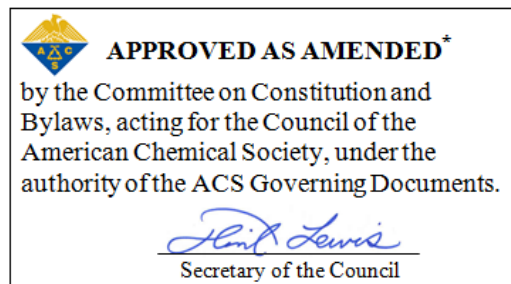 A C S
APPROVED AS AMENDED*
by the Committee on Constitution and
Bylaws, acting for the Council of the
American Chemical Society, under the
authority of the ACS Governing Documents.
Flint Lewis
Secretary of the Council